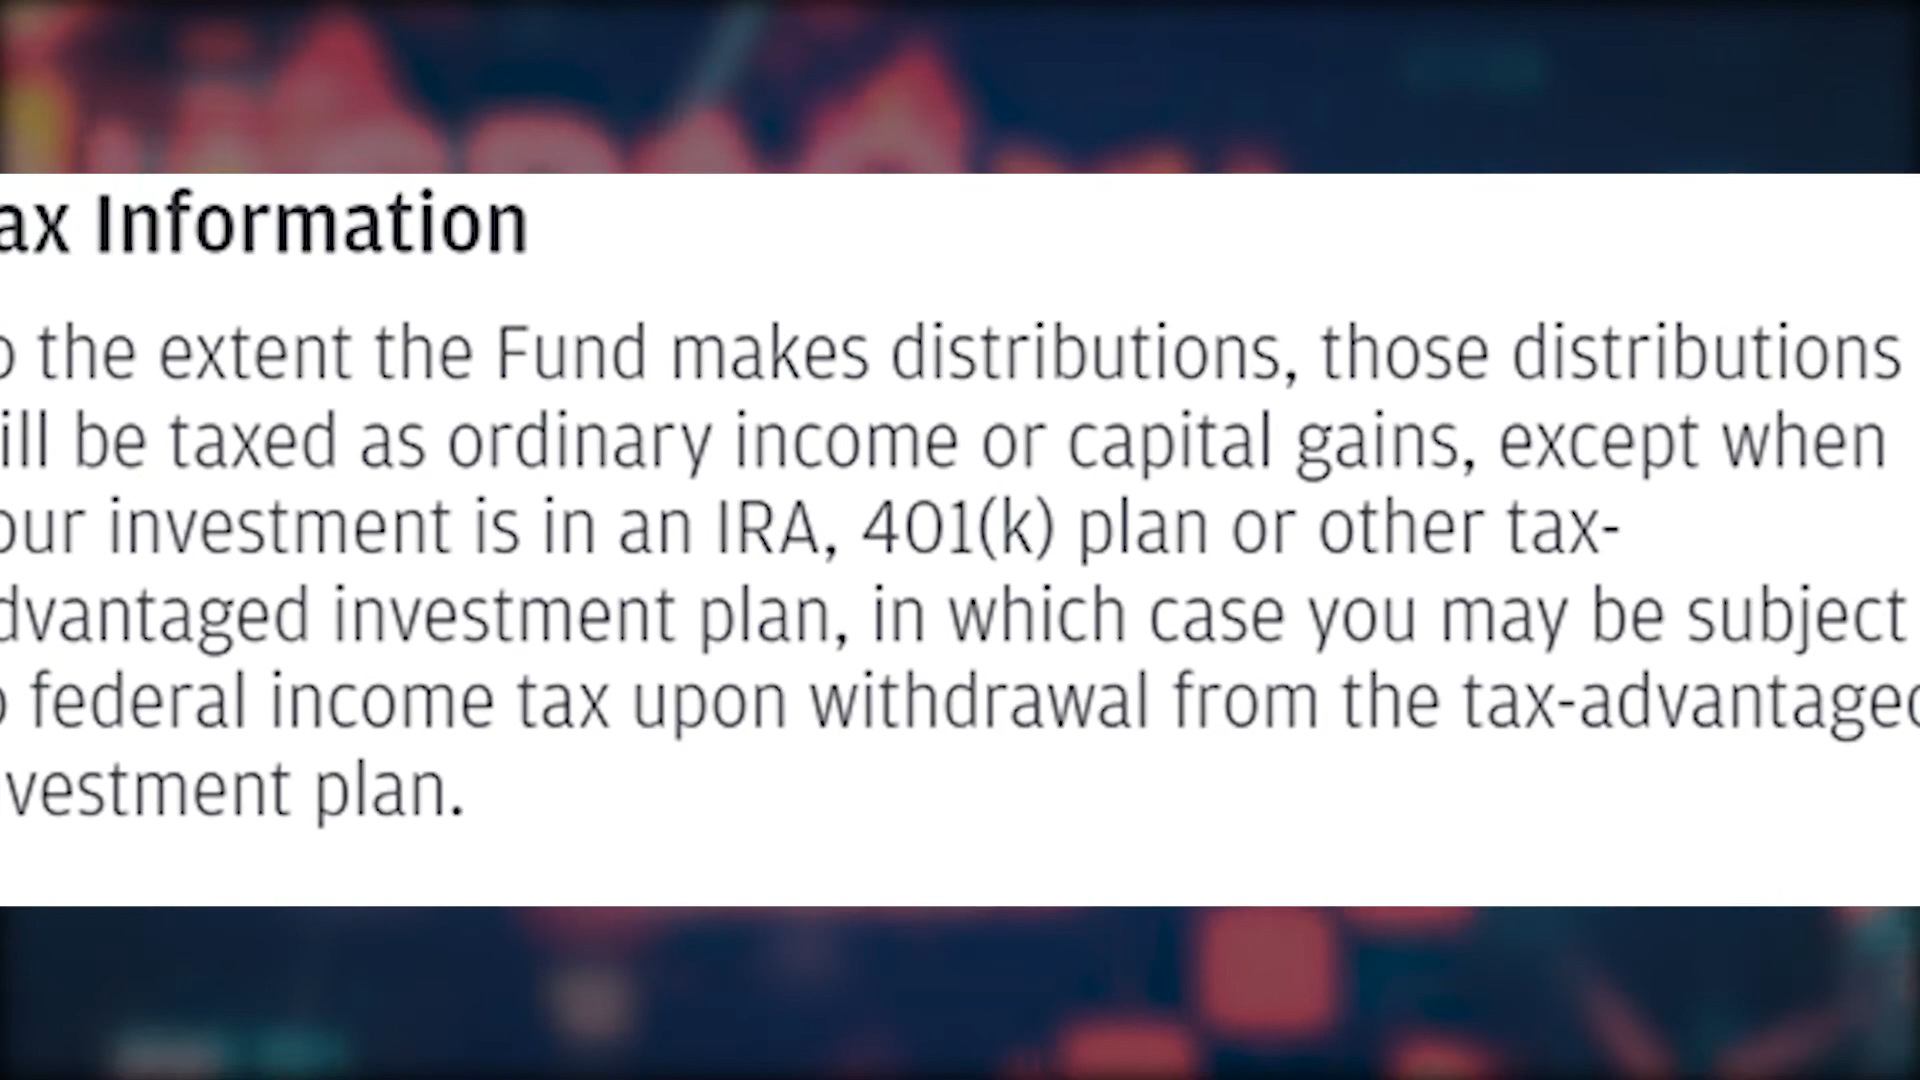 ax Information
o the extent the Fund makes distributions, those distributions
ill be taxed as ordinary income or capital gains, except when
our investment is in an IRA, 401(k) plan or other tax-
dvantaged investment plan, in which case you may be subject
o federal income tax upon withdrawal from the tax-advantaged
vestment plan.